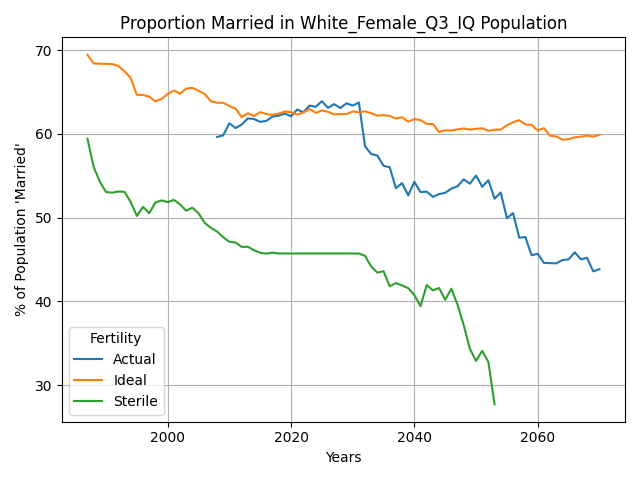 Proportion Married in White_Female_Q3_IQ Population
% of Population 'Married'
70
60
50
40
30
Fertility
Actual
Ideal
Sterile
2000
2020
2040
2060
Years